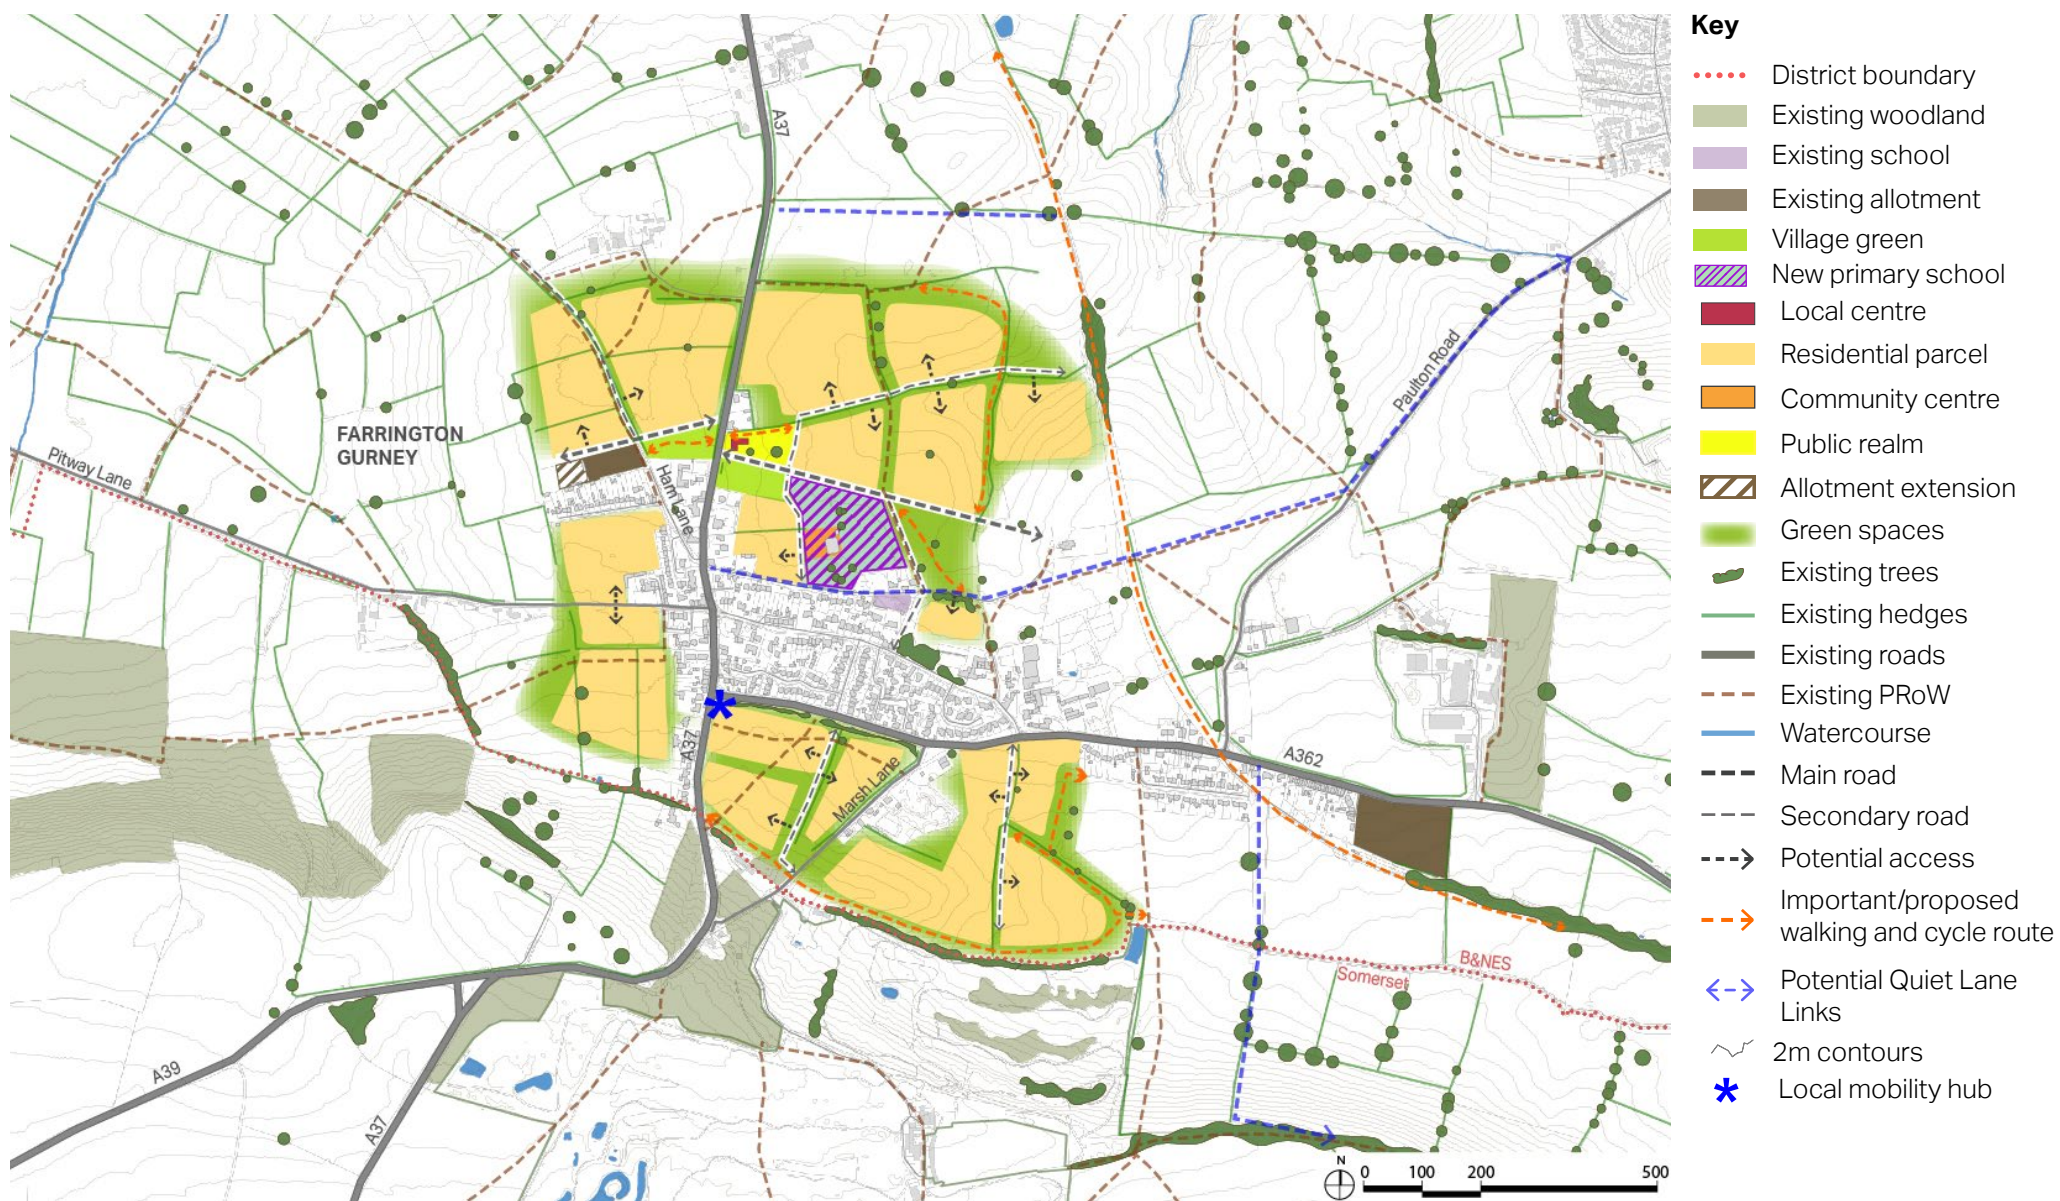 Key
District boundary
Existing woodland
Existing school
Existing allotment
Village green
New primary school
Local centre
Residential parcel
Community centre
Public realm
Allotment extension
Green spaces
Existing trees
Existing hedges
Existing roads
Existing PRoW
Watercourse
Main road
Secondary road
Potential access
Important/proposed
walking and cycle route
Potential Quiet Lane
Links
2m contours
Local mobility hub
A37
Paulton Road
FARRINGTON
GURNEY
Pitway Lane
Ham Lane
A37
A362
Marsh Lane
B&NES
Somerset
A39
A37
N
0 100 200 500